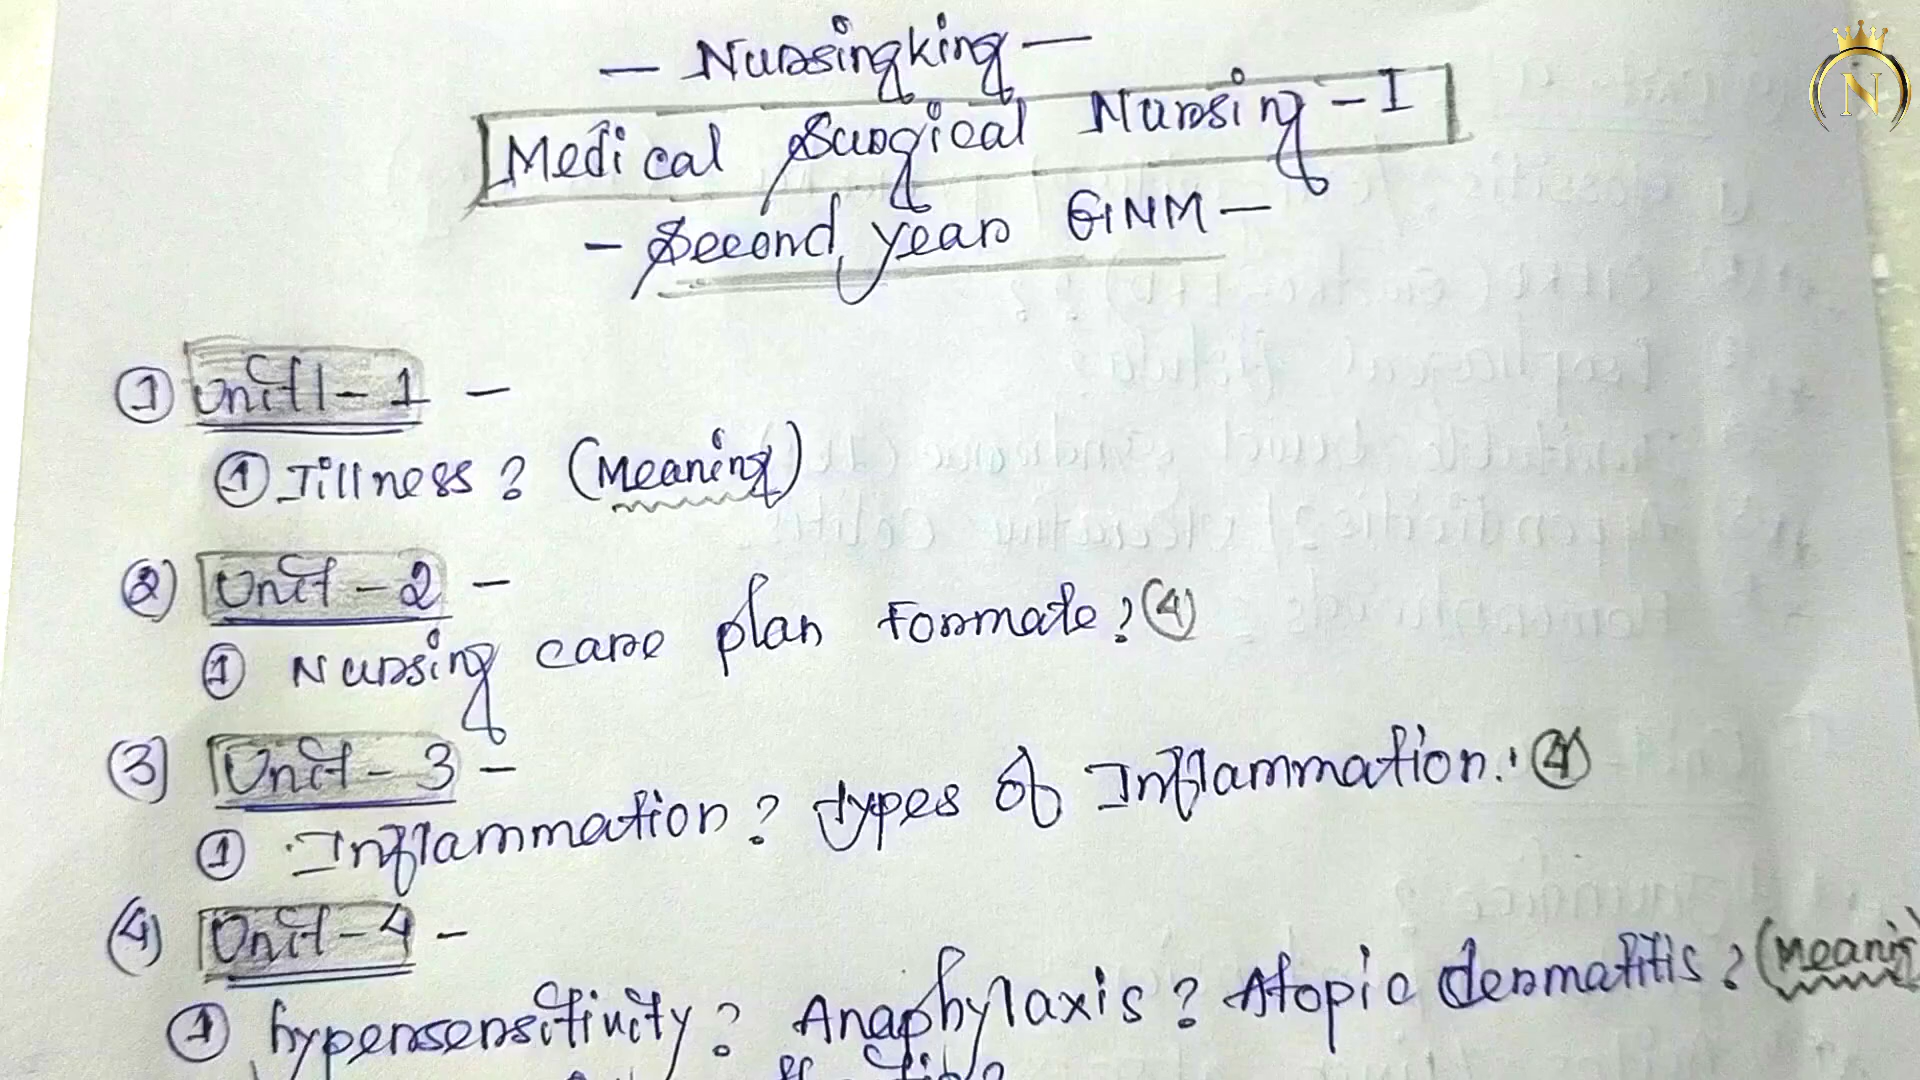 — Nursingking —
Medical Surgical Nursing - I
- Second year GNM -
① Unit - 1 -
① Illness ? (Meaning)
② Unit - 2 -
① Nursing care plan Formate ? ④
③ Unit - 3 -
① Inflammation ? types of Inflammation. ④
④ Unit - 4 -
① hypersensitivity ? Anaphylaxis ? Atopic dermatitis ?
N